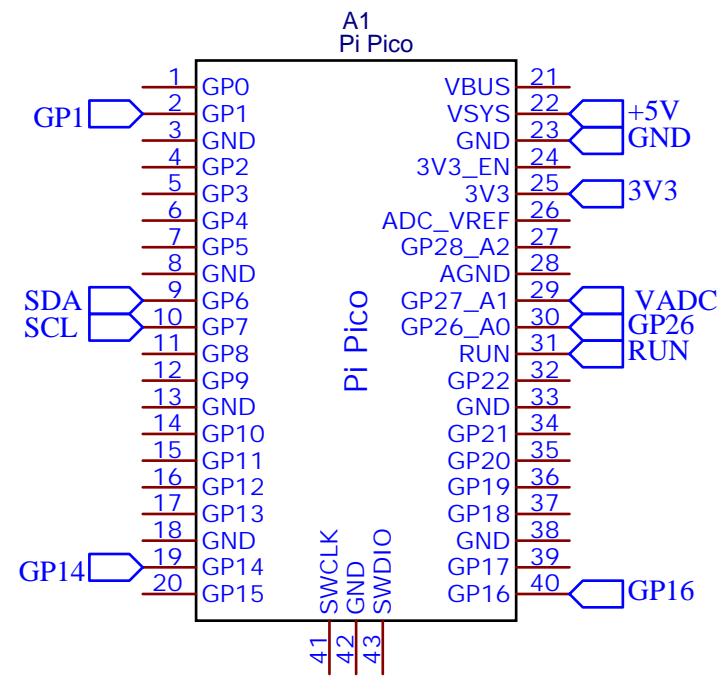 A1
Pi Pico
1 GP0 VBUS 21
GP1 2 GP1 VSYS 22 +5V
3 GND GND 23 GND
4 GP2 3V3_EN 24
5 GP3 3V3 25 3V3
6 GP4 ADC_VREF 26
7 GP5 GP28_A2 27
8 GND AGND 28
SDA 9 GP6 GP27_A1 29 VADC
SCL 10 GP7 GP26_A0 30 GP26
11 GP8 RUN 31 RUN
12 GP9 GP22 32
13 GND GND 33
14 GP10 GP21 34
15 GP11 GP20 35
16 GP12 GP19 36
17 GP13 GP18 37
18 GND GND 38
GP14 19 GP14 GP17 39
20 GP15 GP16 40 GP16
Pi Pico
SWCLK 41
GND 42
SWDIO 43